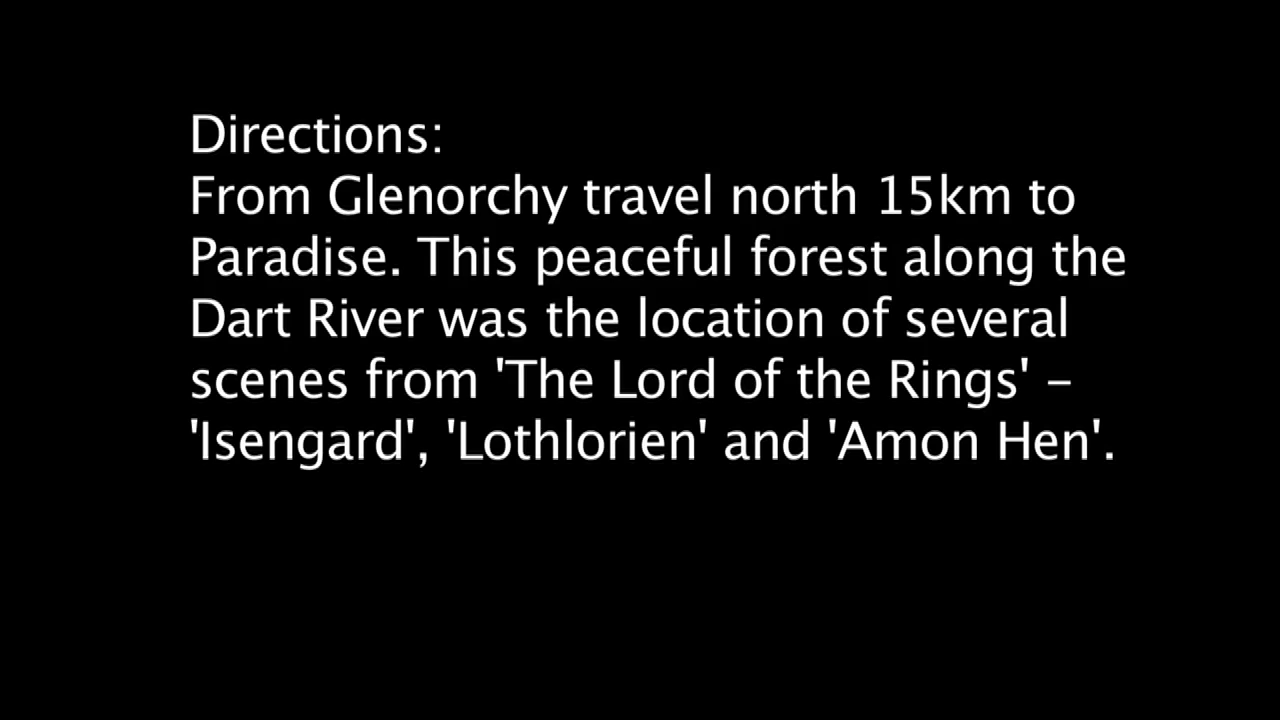 Directions:
From Glenorchy travel north 15km to
Paradise. This peaceful forest along the
Dart River was the location of several
scenes from 'The Lord of the Rings' –
'Isengard', 'Lothlorien' and 'Amon Hen'.